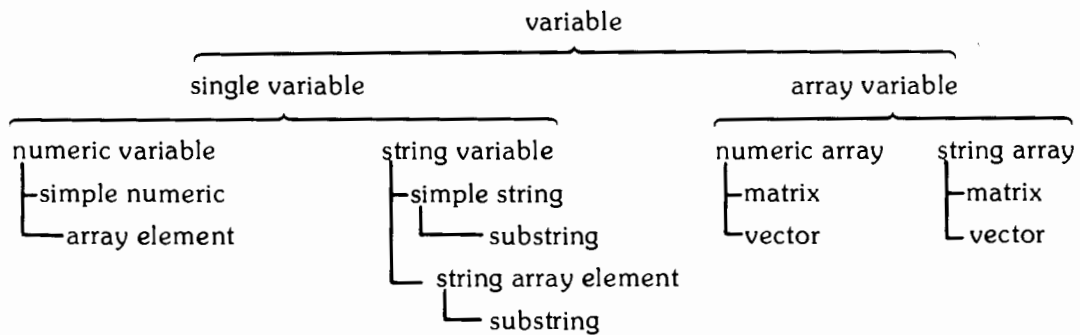 variable
single variable array variable
numeric variable string variable numeric array string array
simple numeric simple string matrix matrix
array element substring vector vector
string array element
substring